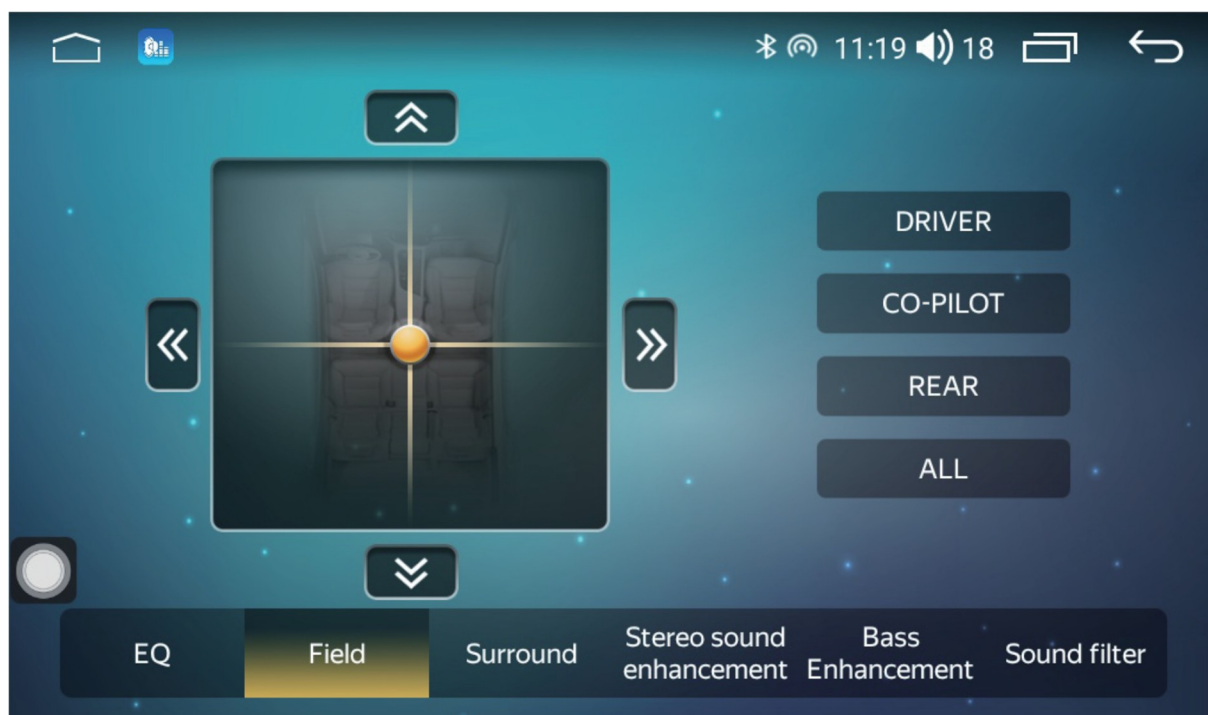 11:19 18
DRIVER
CO-PILOT
REAR
ALL
EQ
Field
Surround
Stereo sound
enhancement
Bass
Enhancement
Sound filter